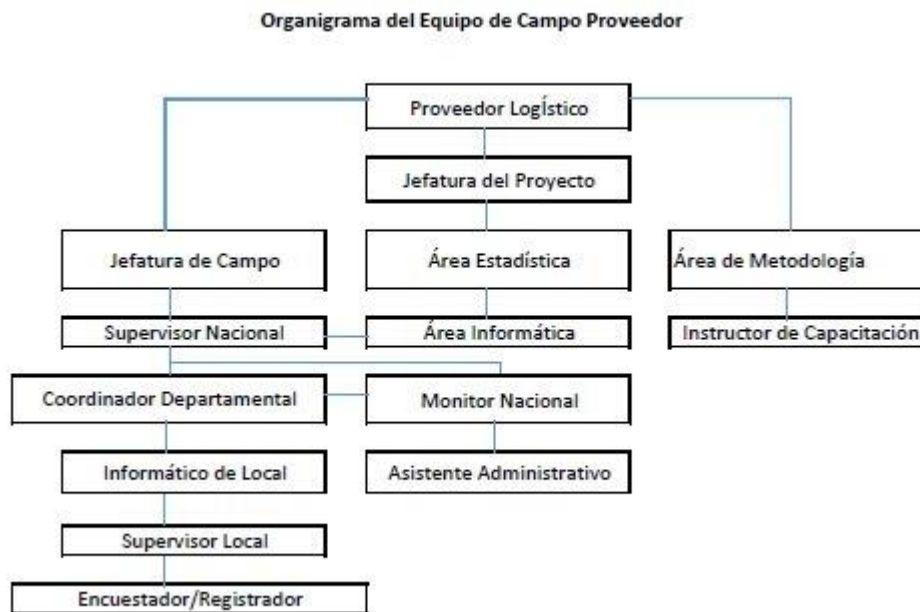 Organigrama del Equipo de Campo Proveedor
Proveedor Logístico
Jefatura del Proyecto
Jefatura de Campo
Área Estadística
Área de Metodología
Supervisor Nacional
Área Informática
Instructor de Capacitación
Coordinador Departamental
Monitor Nacional
Informático de Local
Asistente Administrativo
Supervisor Local
Encuestador/Registrador